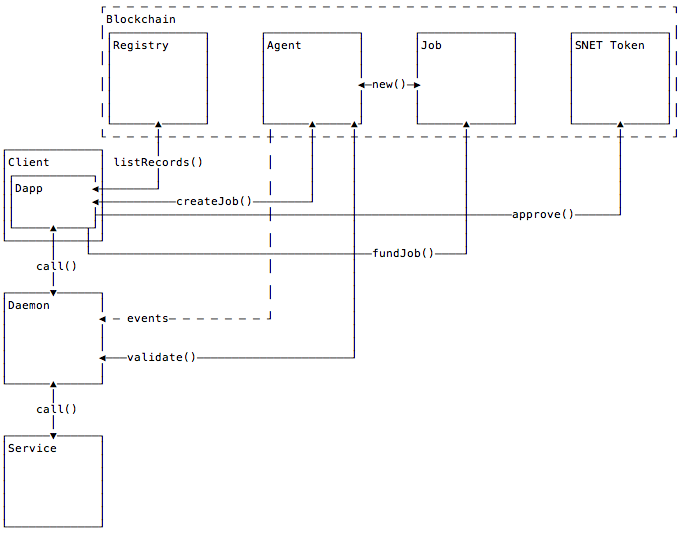 Blockchain
Registry
Agent
Job
SNET Token
new()
Client
listRecords()
Dapp
createJob()
approve()
fundJob()
call()
Daemon
events
validate()
call()
Service